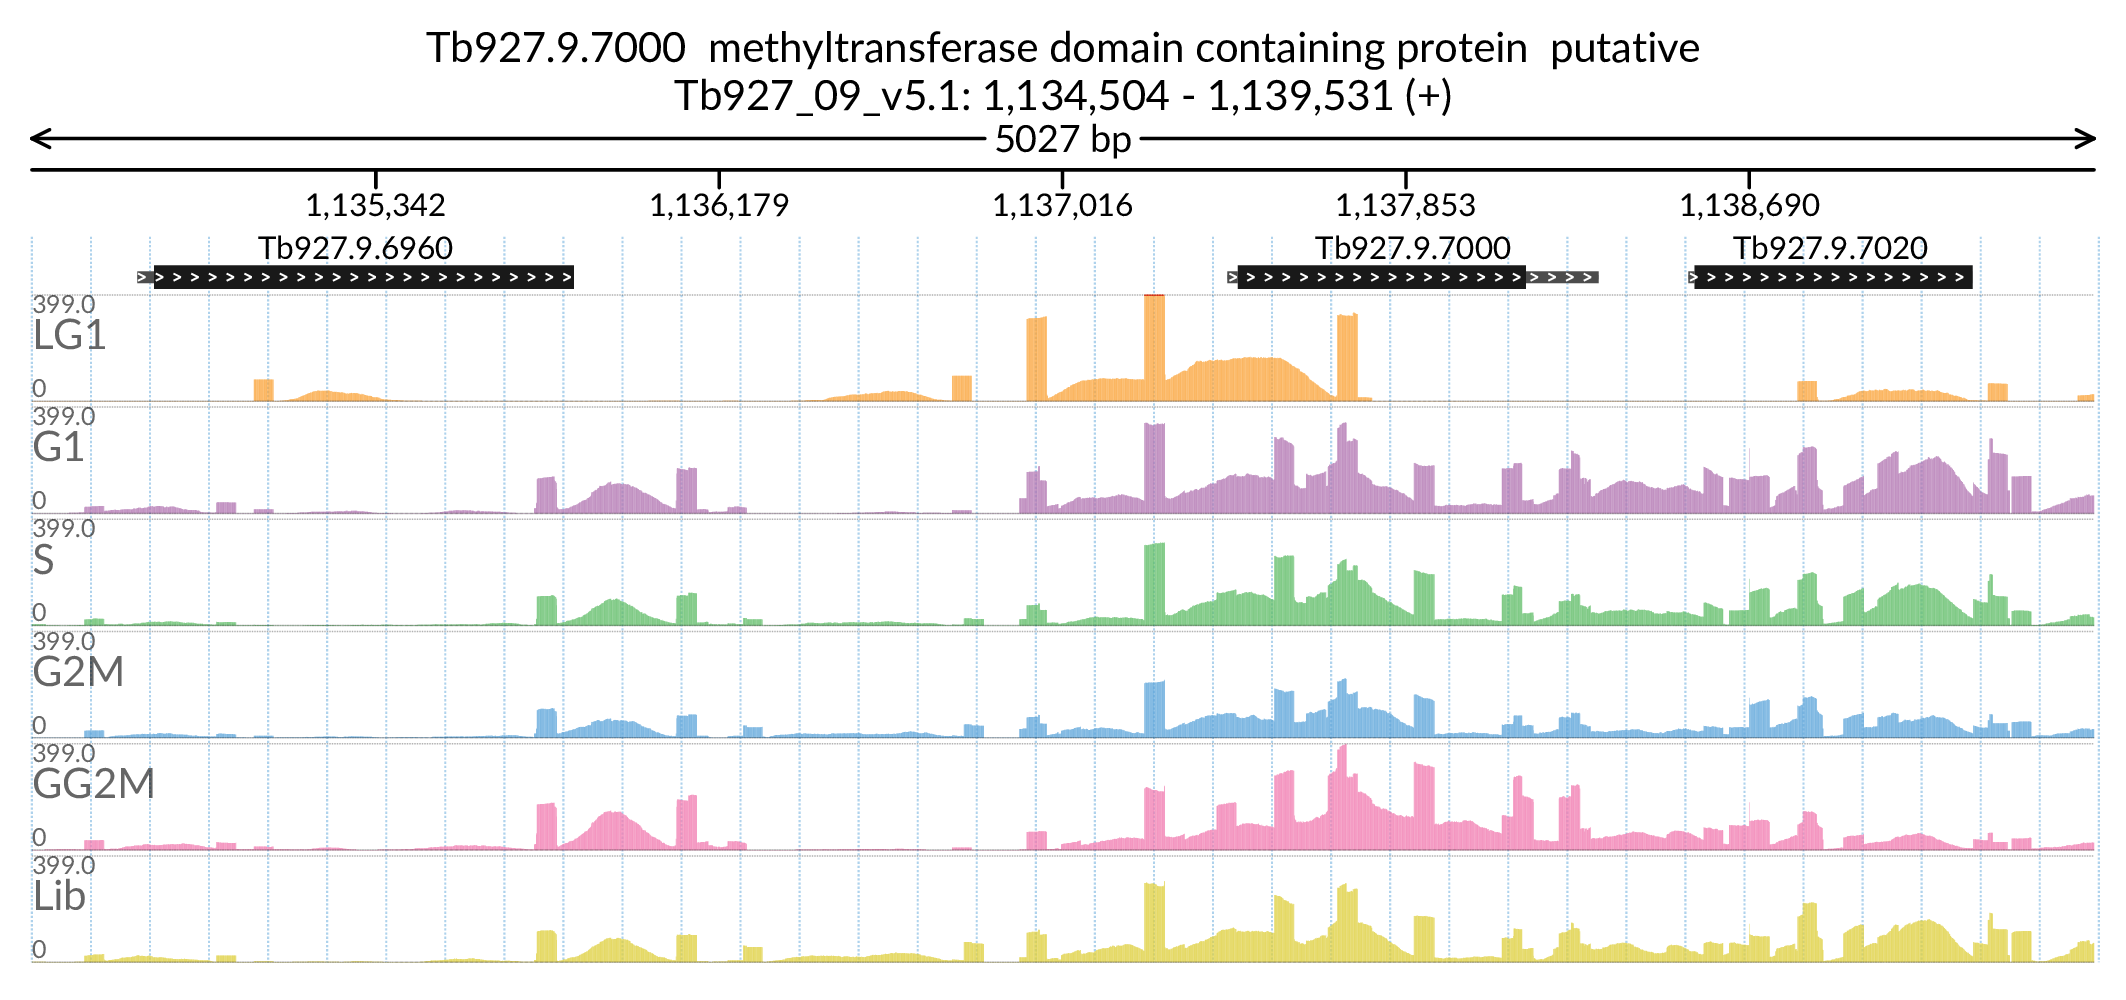 Tb927.9.7000  methyltransferase domain containing protein  putative
Tb927_09_v5.1: 1,134,504 - 1,139,531 (+)
5027 bp
1,135,342 1,136,179 1,137,016 1,137,853 1,138,690
Tb927.9.6960 Tb927.9.7000 Tb927.9.7020
399.0
LG1
0
399.0
G1
0
399.0
S
0
399.0
G2M
0
399.0
GG2M
0
399.0
Lib
0